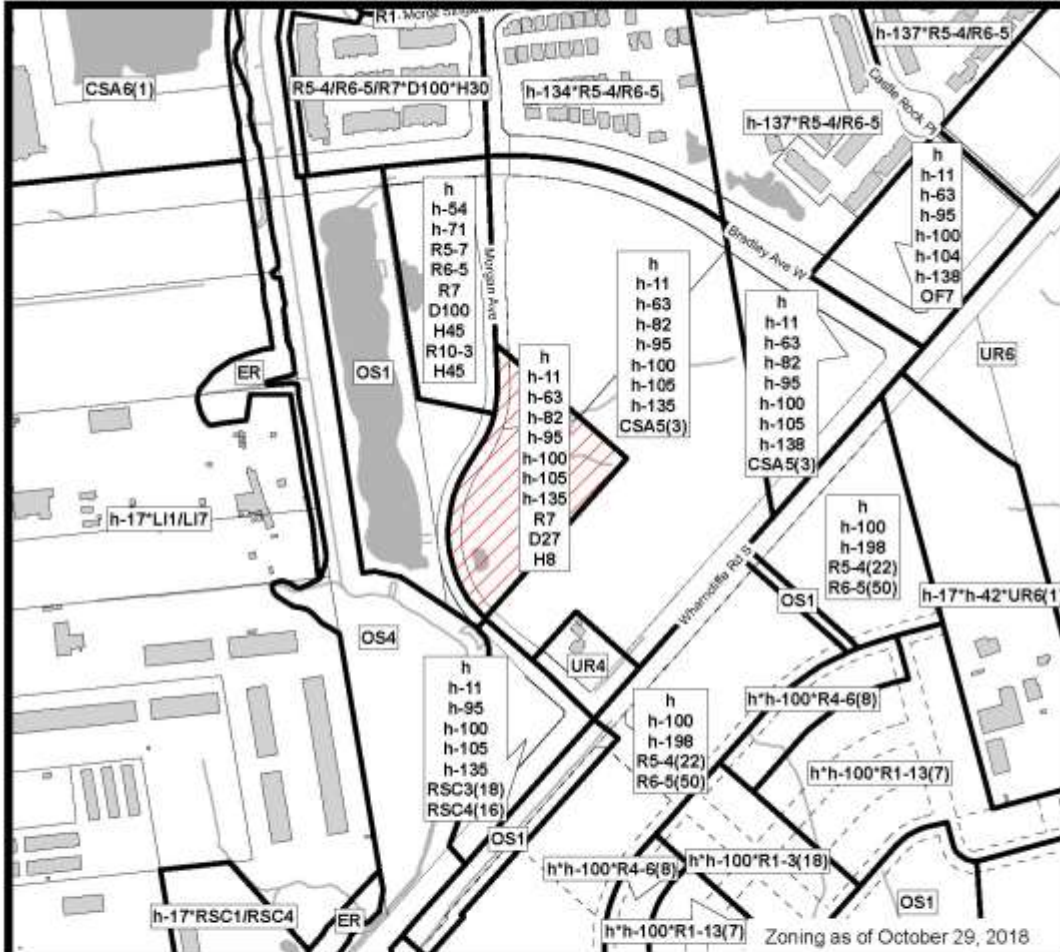 R1
CSA6(1)
R5-4/R6-5/R7*D100*H30
h-134*R5-4/R6-5
h-137*R5-4/R6-5
Castle Rock Pl
h-137*R5-4/R6-5
h
h-11
h-63
h-95
h-100
h-104
h-138
OF7
h
h-54
h-71
R5-7
R6-5
R7
D100
H45
R10-3
H45
Morgan Ave
Bradley Ave W
h
h-11
h-63
h-82
h-95
h-100
h-105
h-135
CSA5(3)
h
h-11
h-63
h-82
h-95
h-100
h-105
h-138
CSA5(3)
UR6
ER
OS1
h
h-11
h-63
h-82
h-95
h-100
h-105
h-135
R7
D27
H8
h-17*LI1/LI7
h
h-100
h-198
R5-4(22)
R6-5(50)
Wharncliffe Rd S
OS1
h-17*h-42*UR6(1
OS4
UR4
h
h-11
h-95
h-100
h-105
h-135
RSC3(18)
RSC4(16)
h
h-100
h-198
R5-4(22)
R6-5(50)
h*h-100*R4-6(8)
h*h-100*R1-13(7)
OS1
h*h-100*R4-6(8)
h*h-100*R1-3(18)
h-17*RSC1/RSC4
ER
OS1
h*h-100*R1-13(7)
Zoning as of October 29, 2018